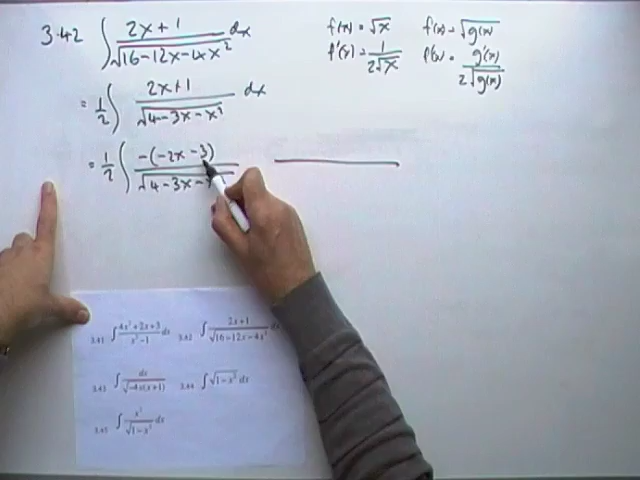 3.42 ∫ 2x+1 / √16-12x-4x² dx
f(x) = √x f(x) = √g(x)
f'(x) = 1 / 2√x f'(x) = g'(x) / 2√g(x)
= 1/2 ∫ 2x+1 / √4-3x-x² dx
= 1/2 ∫ -(-2x-3) / √4-3x-
3.41 ∫ 4x²+2x+3 / x²-1 dx 3.42 ∫ 2x+1 / √16-12x-4x² dx
3.43 ∫ dx / √-4x(x+1) 3.44 ∫ √1-x² dx
3.45 ∫ x² / √1-x² dx